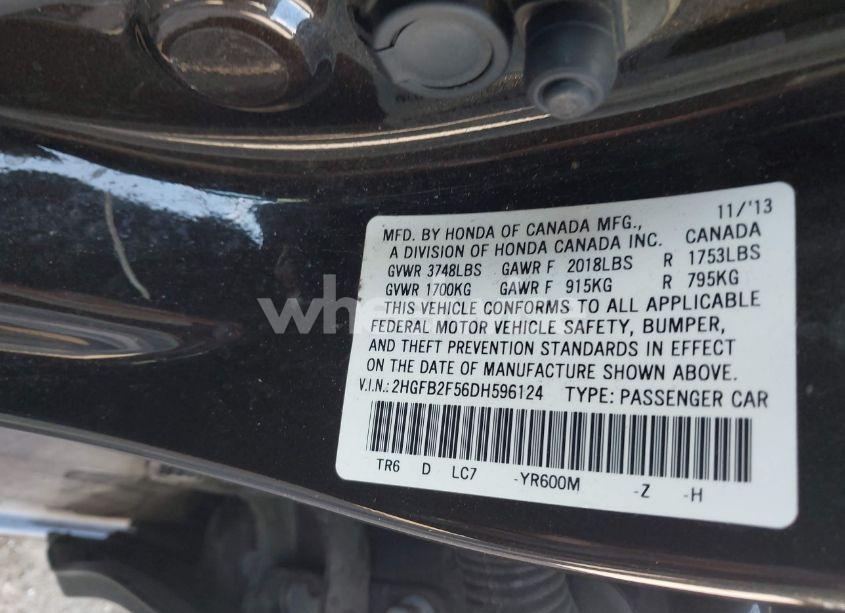 11/'13
MFD. BY HONDA OF CANADA MFG.,
A DIVISION OF HONDA CANADA INC. CANADA
GVWR 3748LBS GAWR F 2018LBS R 1753LBS
GVWR 1700KG GAWR F 915KG R 795KG
THIS VEHICLE CONFORMS TO ALL APPLICABLE
FEDERAL MOTOR VEHICLE SAFETY, BUMPER,
AND THEFT PREVENTION STANDARDS IN EFFECT
ON THE DATE OF MANUFACTURE SHOWN ABOVE.
V.I.N.: 2HGFB2F56DH596124 TYPE: PASSENGER CAR
TR6 D LC7 -YR600M -Z -H